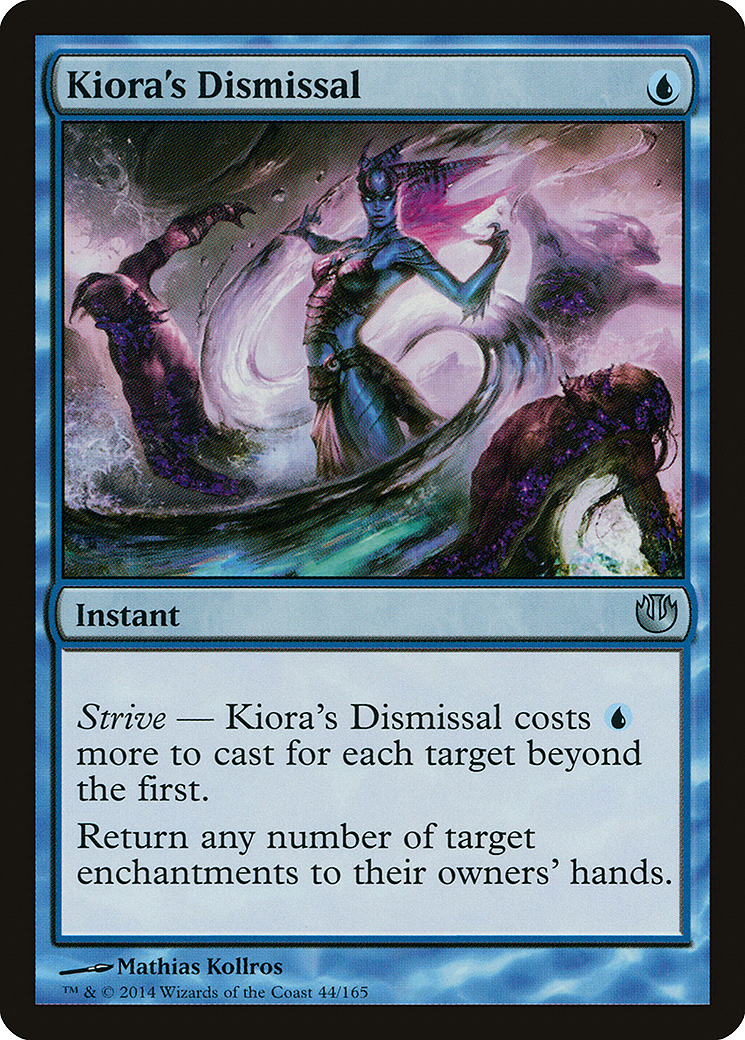 Kiora's Dismissal
Instant
Strive — Kiora's Dismissal costs
more to cast for each target beyond
the first.
Return any number of target
enchantments to their owners' hands.
Mathias Kollros
™ & © 2014 Wizards of the Coast 44/165